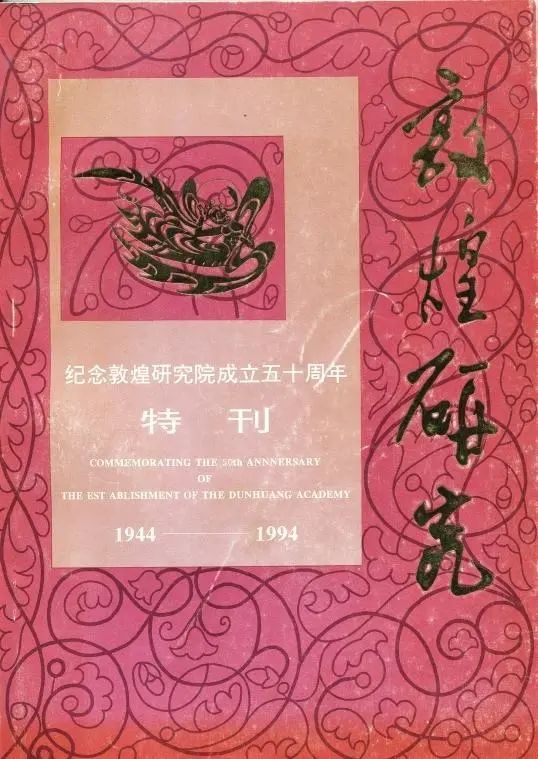 敦煌研究
纪念敦煌研究院成立五十周年
特 刊
COMMEMORATING THE 50th ANNNERSARY
OF
THE EST ABLISHMENT OF THE DUNHUANG ACADEMY
1944 —— 1994